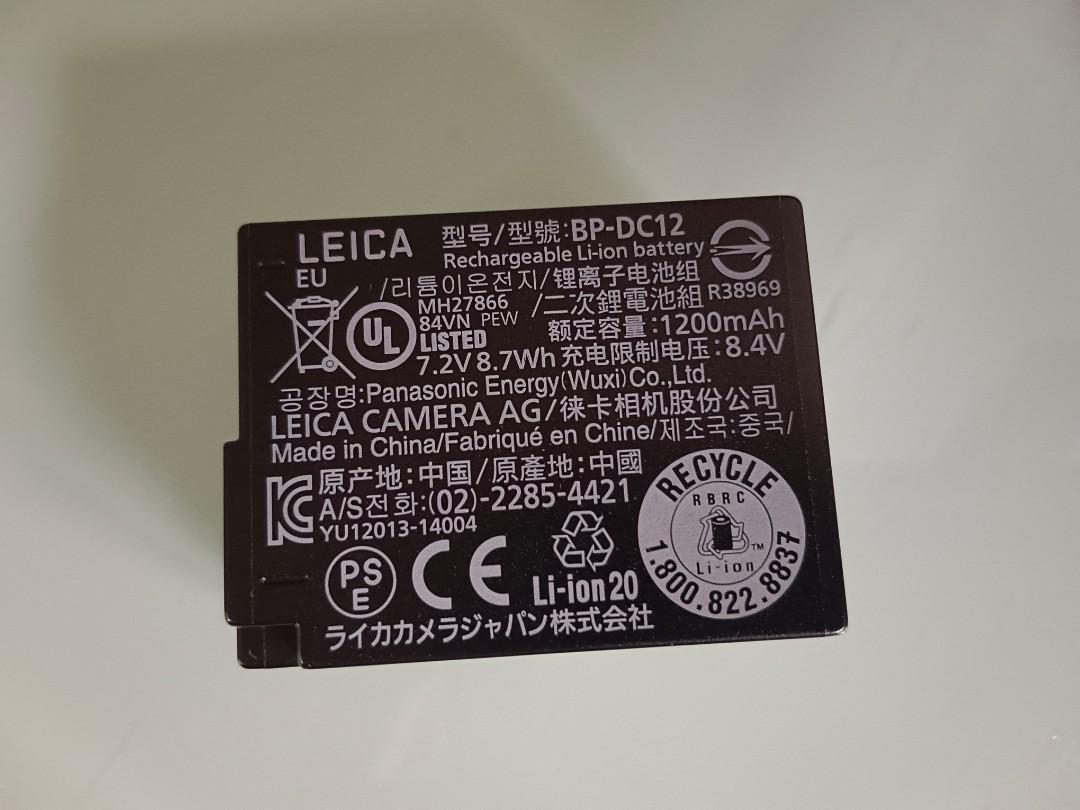 LEICA 型号/型號:BP-DC12
Rechargeable Li-ion battery
EU
/리튬이온전지/锂离子电池组
MH27866 /二次鋰電池組 R38969
84VN PEW
UL LISTED
额定容量:1200mAh
7.2V 8.7Wh 充电限制电压:8.4V
공장명:Panasonic Energy(Wuxi)Co.,Ltd.
LEICA CAMERA AG/徕卡相机股份公司
Made in China/Fabriqué en Chine/제조국:중국/
原产地:中国/原產地:中國
A/S전화:(02)-2285-4421
YU12013-14004
RECYCLE
RBRC
TM
Li-ion
1.800.822.8837
PS
E
CE
Li-ion 20
ライカカメラジャパン株式会社